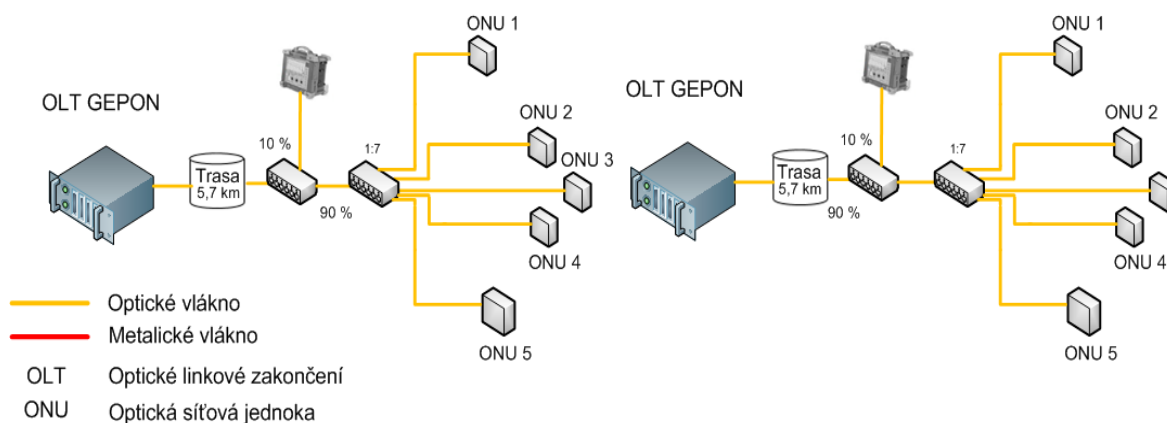 ONU 1
OLT GEPON
ONU 2
10 %
1:7
ONU 3
Trasa
5,7 km
90 %
ONU 4
ONU 5
Optické vlákno
Metalické vlákno
OLT Optické linkové zakončení
ONU Optická síťová jednoka
ONU 1
OLT GEPON
ONU 2
10 %
1:7
Trasa
5,7 km
90 %
ONU 4
ONU 5